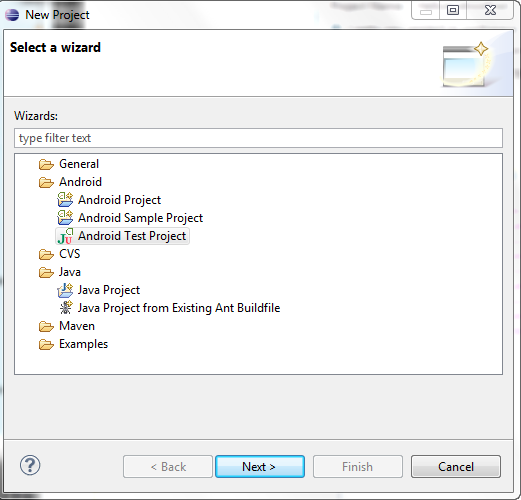 New Project
Select a wizard
Wizards:
type filter text
General
Android
Android Project
Android Sample Project
Android Test Project
CVS
Java
Java Project
Java Project from Existing Ant Buildfile
Maven
Examples
< Back Next > Finish Cancel